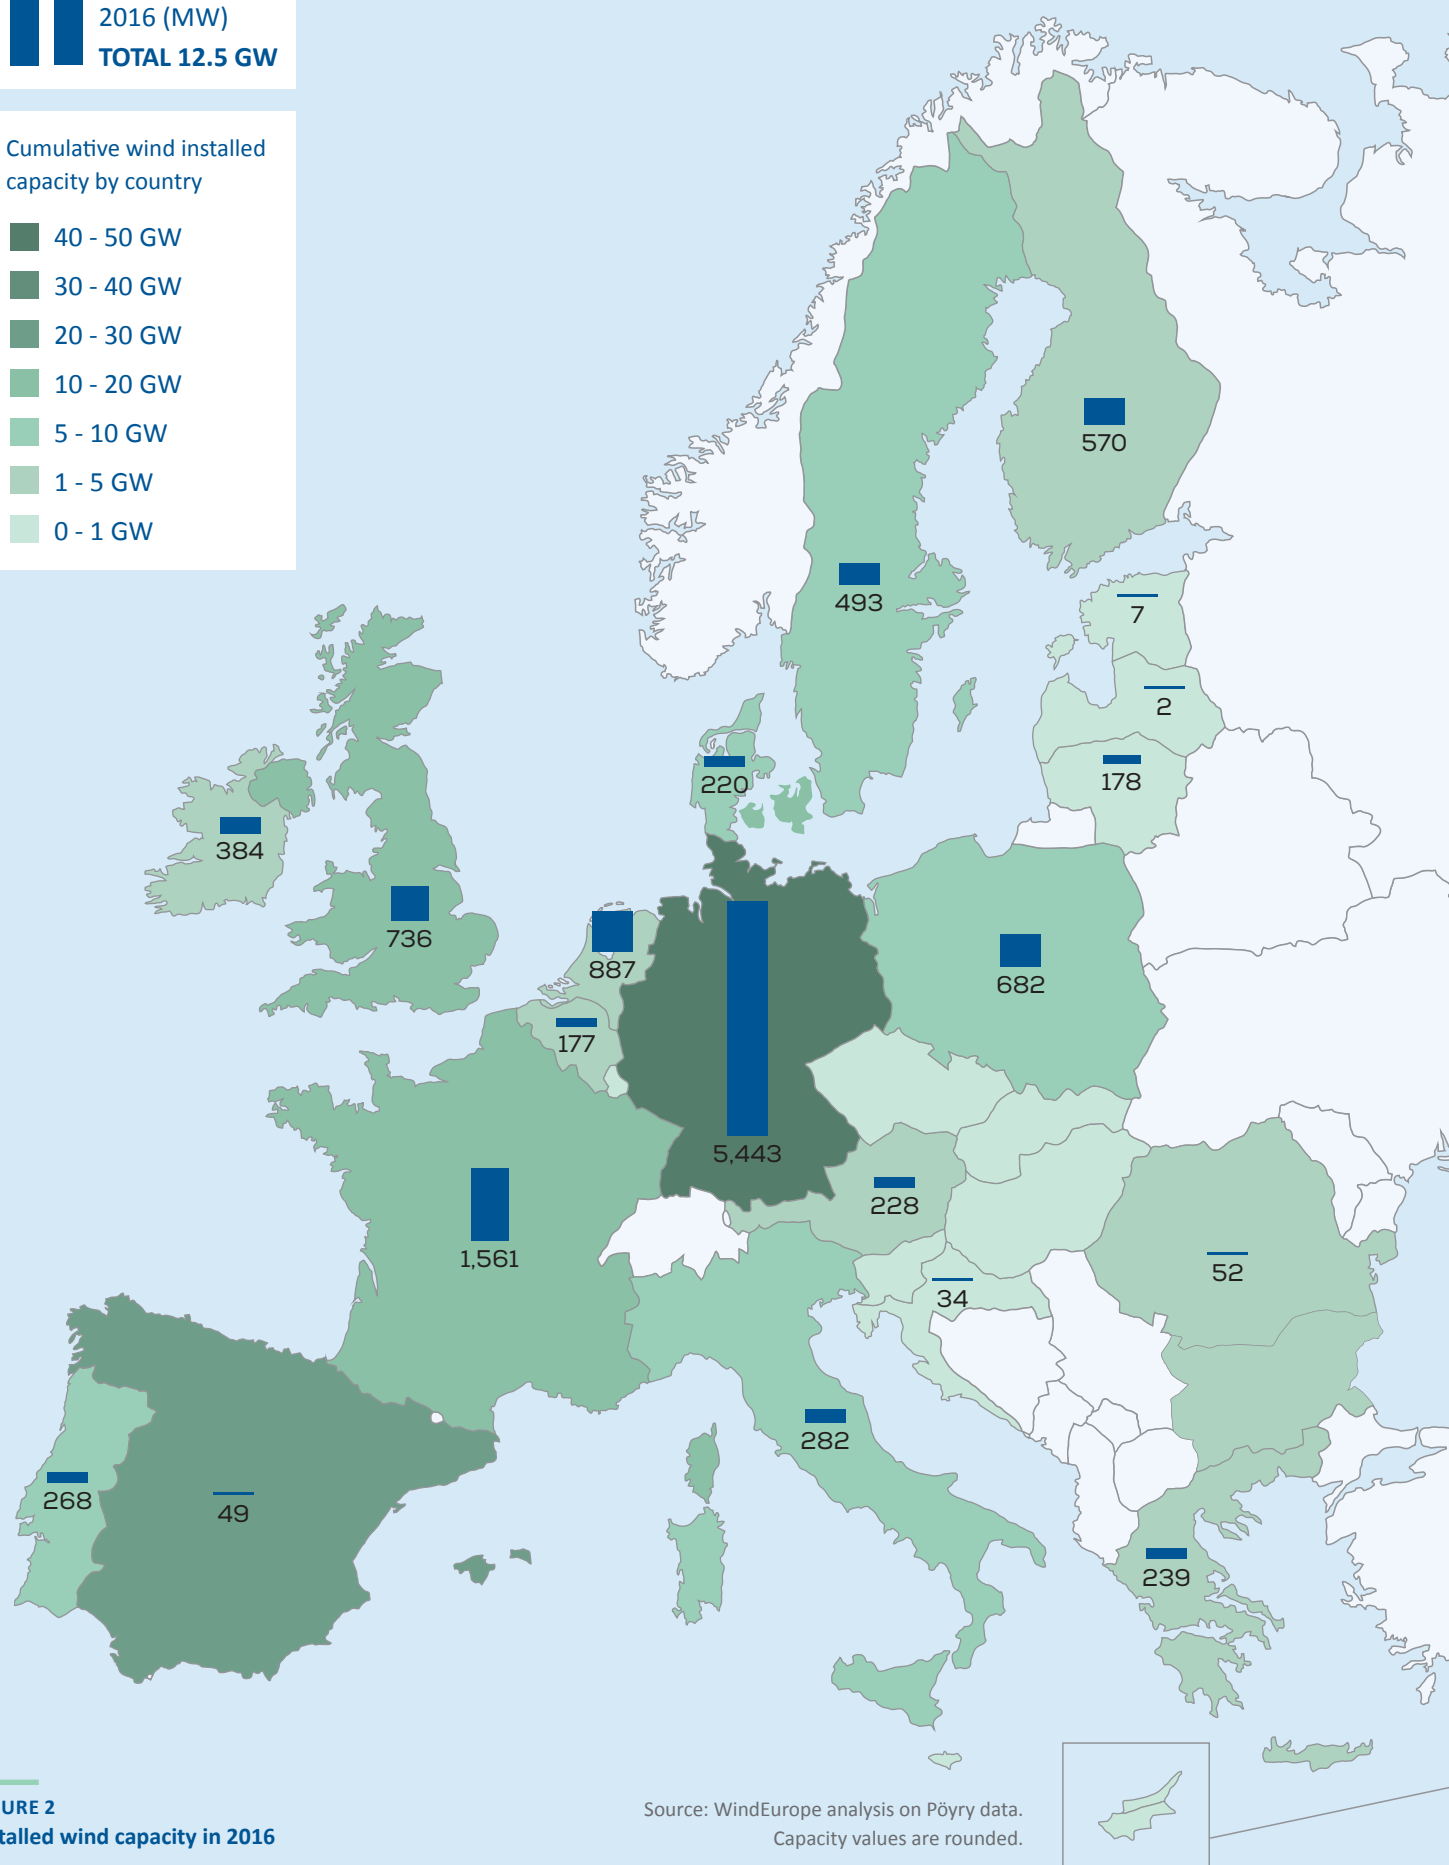 2016 (MW)
TOTAL 12.5 GW
Cumulative wind installed
capacity by country
40 - 50 GW
30 - 40 GW
20 - 30 GW
10 - 20 GW
5 - 10 GW
1 - 5 GW
0 - 1 GW
570
493
7
2
178
220
384
736
887
682
177
5,443
228
1,561
52
34
282
268
49
239
URE 2
talled wind capacity in 2016
Source: WindEurope analysis on Pöyry data.
Capacity values are rounded.